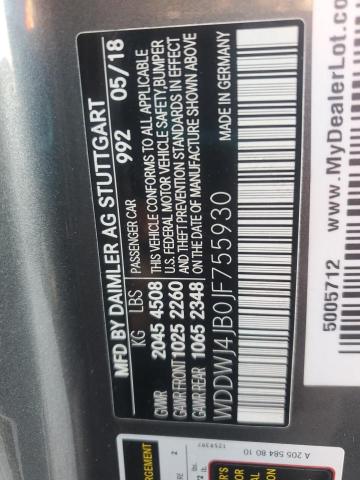 MFD BY DAIMLER AG STUTTGART
992 05/18
KG LBS PASSENGER CAR
GVWR 2045 4508 THIS VEHICLE CONFORMS TO ALL APPLICABLE
GAWR FRONT 1025 2260 U.S. FEDERAL MOTOR VEHICLE SAFETY,BUMPER
AND THEFT PREVENTION STANDARDS IN EFFECT
GAWR REAR 1065 2348 ON THE DATE OF MANUFACTURE SHOWN ABOVE
WDDWJ4JB0JF755930 MADE IN GERMANY
5005712
www.MyDealerLot.com
A 205 584 80 10